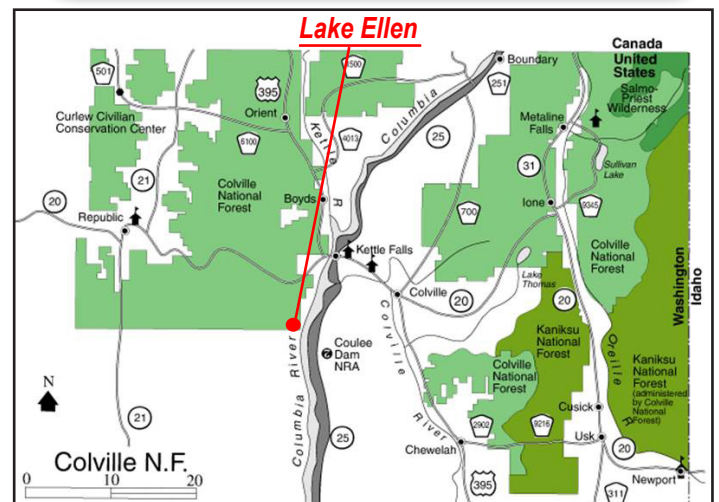 Lake Ellen
Canada
United
States
Boundary
501
395
1500
251
Salmo-
Priest
Wilderness
Curlew Civilian
Conservation Center
Orient
Kettle
R
Columbia
Metaline
Falls
25
6100
4013
31
Sullivan
Lake
21
Colville
National
Forest
Boyds
20
Republic
700
Ione
9345
Kettle Falls
Colville
National
Forest
Lake
Thomas
Colville
20
20
Washington
Idaho
Coulee
Dam
NRA
Colville
River
Columbia
River
Kaniksu
National
Forest
Colville
National
Forest
Oreille
R
Kaniksu
National
Forest
(administered
by Colville
National
Forest)
N
21
25
2902
9216
Cusick
Usk
20
Chewelah
395
Newport
311
Colville N.F.
0 10 20